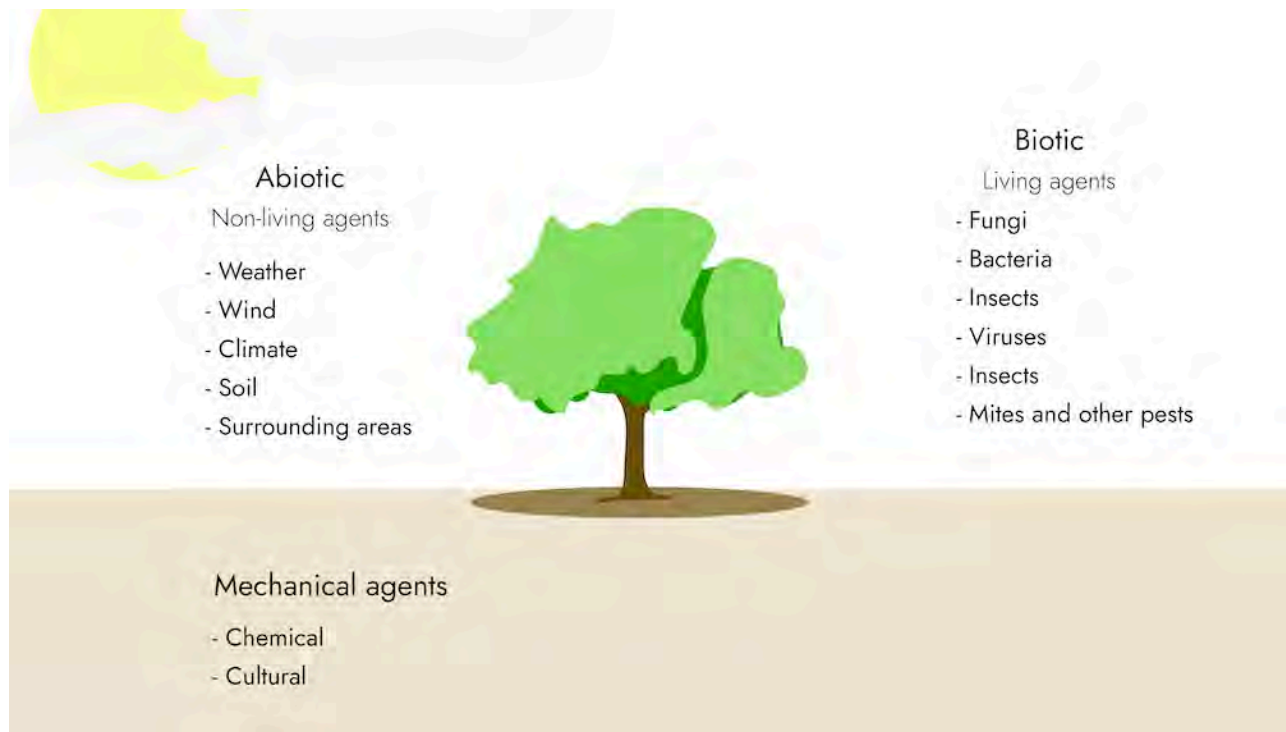 Abiotic
Non-living agents
- Weather
- Wind
- Climate
- Soil
- Surrounding areas
Biotic
Living agents
- Fungi
- Bacteria
- Insects
- Viruses
- Insects
- Mites and other pests
Mechanical agents
- Chemical
- Cultural